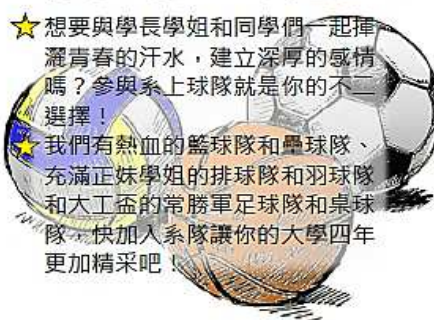 想要與學長學姐和同學們一起揮
灑青春的汗水，建立深厚的感情
嗎？參與系上球隊就是你的不二
選擇！
我們有熱血的籃球隊和壘球隊、
充滿正妹學姐的排球隊和羽球隊
和大工盃的常勝軍足球隊和桌球
隊，快加入系隊讓你的大學四年
更加精采吧！